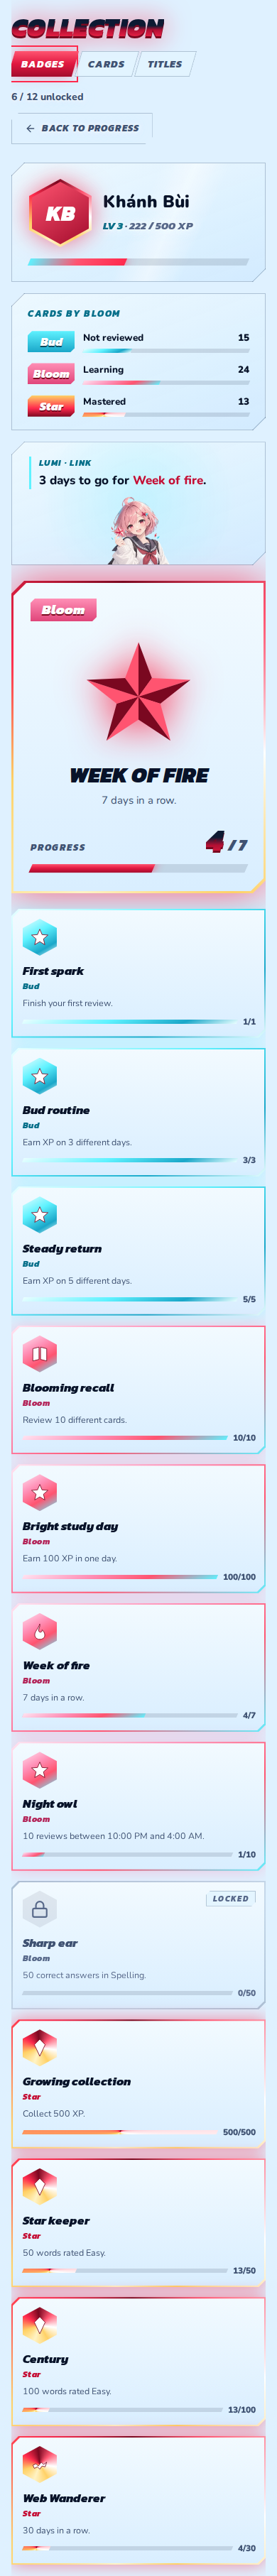 COLLECTION
BADGES
CARDS
TITLES
6 / 12 unlocked
BACK TO PROGRESS
KB
Khánh Bùi
LV 3 · 222 / 500 XP
CARDS BY BLOOM
Bud
Not reviewed 15
Bloom
Learning 24
Star
Mastered 13
LUMI · LINK
3 days to go for Week of fire.
Bloom
WEEK OF FIRE
7 days in a row.
PROGRESS
4 / 7
First spark
Bud
Finish your first review.
1/1
Bud routine
Bud
Earn XP on 3 different days.
3/3
Steady return
Bud
Earn XP on 5 different days.
5/5
Blooming recall
Bloom
Review 10 different cards.
10/10
Bright study day
Bloom
Earn 100 XP in one day.
100/100
Week of fire
Bloom
7 days in a row.
4/7
Night owl
Bloom
10 reviews between 10:00 PM and 4:00 AM.
1/10
LOCKED
Sharp ear
Bloom
50 correct answers in Spelling.
0/50
Growing collection
Star
Collect 500 XP.
500/500
Star keeper
Star
50 words rated Easy.
13/50
Century
Star
100 words rated Easy.
13/100
Web Wanderer
Star
30 days in a row.
4/30